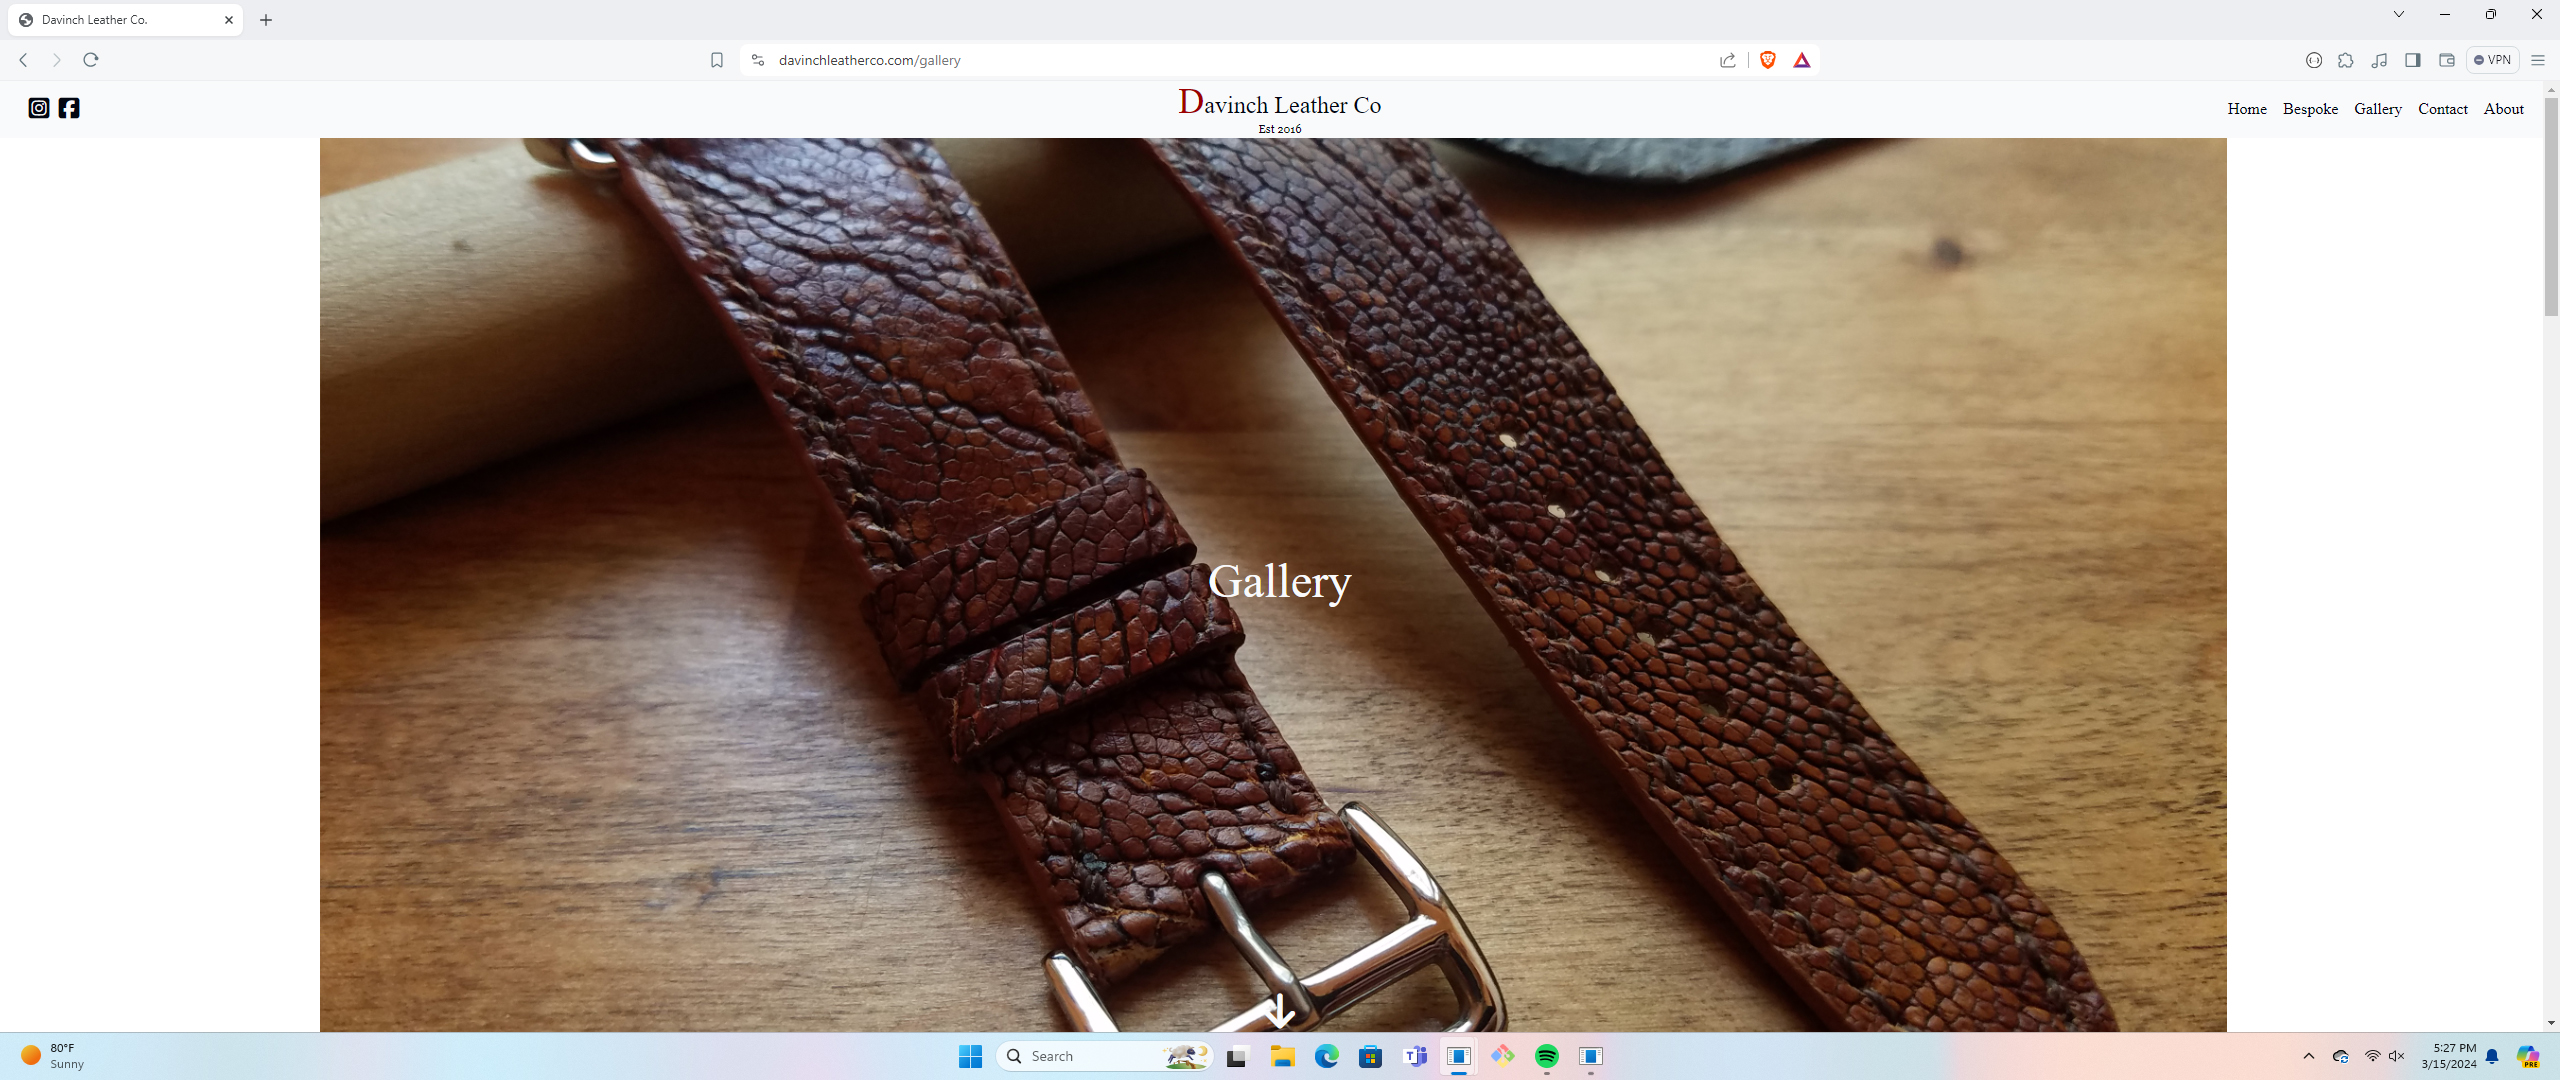 Davinch Leather Co.
davinchleatherco.com/gallery
VPN
Davinch Leather Co
Est 2016
Home Bespoke Gallery Contact About
Gallery
80°F
Sunny
Search
5:27 PM
3/15/2024
PRE